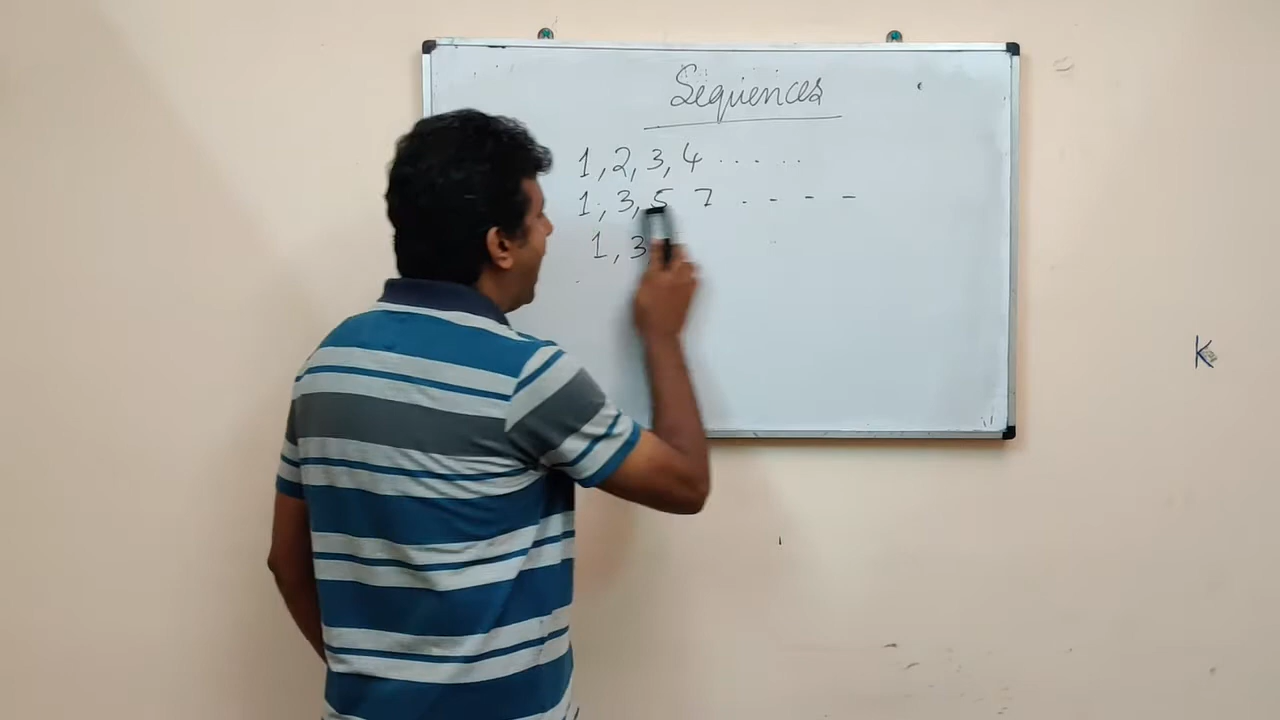 Sequences
1, 2, 3, 4 .....
1, 3, 5 7 . - - - -
1, 3
K